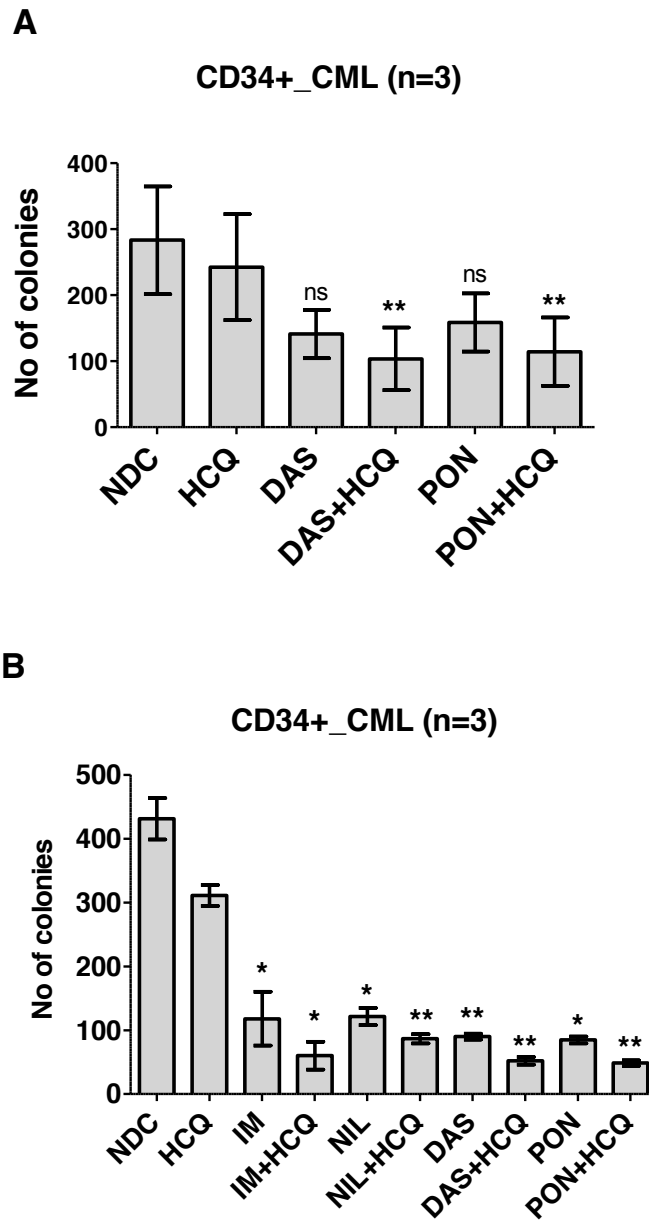 A
CD34+_CML (n=3)
No of colonies
400
300
200
100
0
ns
**
ns
**
NDC
HCQ
DAS
DAS+HCQ
PON
PON+HCQ
B
CD34+_CML (n=3)
No of colonies
500
400
300
200
100
0
*
*
*
**
**
**
*
**
NDC
HCQ
IM
IM+HCQ
NIL
NIL+HCQ
DAS
DAS+HCQ
PON
PON+HCQ